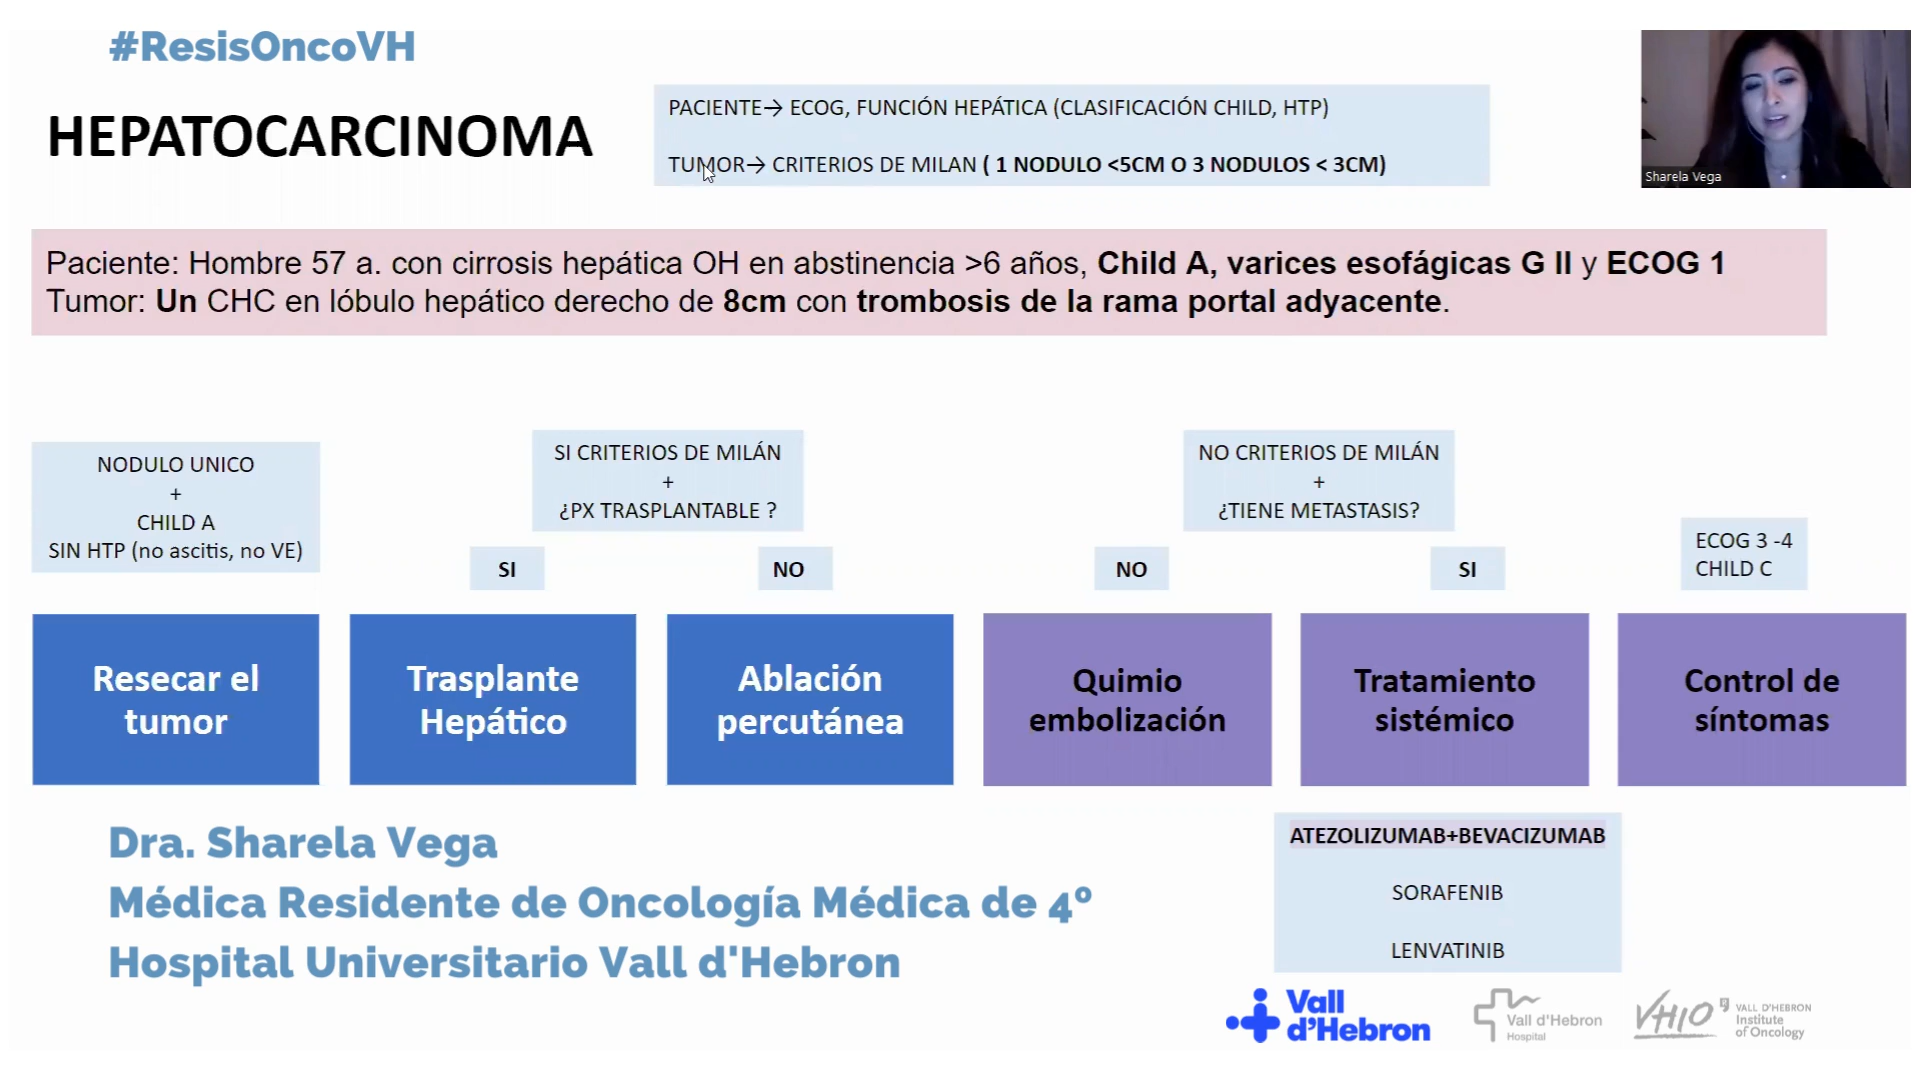 #ResisOncoVH
HEPATOCARCINOMA
PACIENTE→ ECOG, FUNCIÓN HEPÁTICA (CLASIFICACIÓN CHILD, HTP)
TUMOR→ CRITERIOS DE MILAN ( 1 NODULO <5CM O 3 NODULOS < 3CM)
Sharela Vega
Paciente: Hombre 57 a. con cirrosis hepática OH en abstinencia >6 años, Child A, varices esofágicas G II y ECOG 1
Tumor: Un CHC en lóbulo hepático derecho de 8cm con trombosis de la rama portal adyacente.
NODULO UNICO
+
CHILD A
SIN HTP (no ascitis, no VE)
SI CRITERIOS DE MILÁN
+
¿PX TRASPLANTABLE ?
SI
NO
NO CRITERIOS DE MILÁN
+
¿TIENE METASTASIS?
NO
SI
ECOG 3 -4
CHILD C
Resecar el
tumor
Trasplante
Hepático
Ablación
percutánea
Quimio
embolización
Tratamiento
sistémico
Control de
síntomas
ATEZOLIZUMAB+BEVACIZUMAB
SORAFENIB
LENVATINIB
Dra. Sharela Vega
Médica Residente de Oncología Médica de 4º
Hospital Universitario Vall d'Hebron
Vall
d'Hebron
Vall d'Hebron
Hospital
VHIO
VALL D'HEBRON
Institute
of Oncology